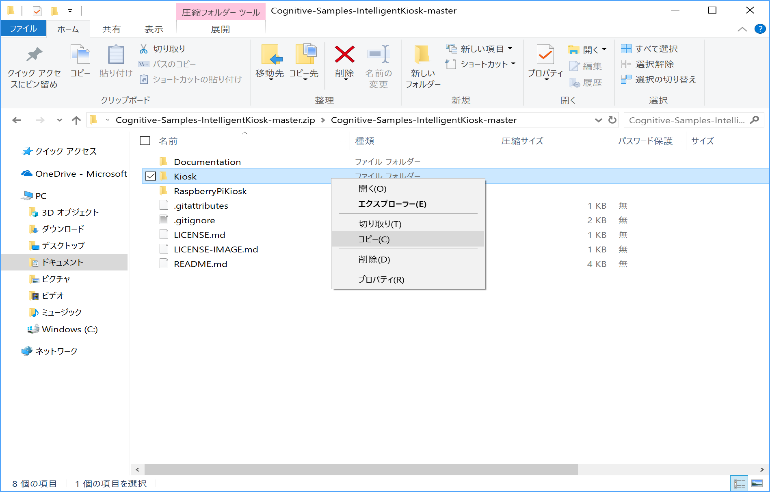 圧縮フォルダー ツール
Cognitive-Samples-IntelligentKiosk-master
ファイル
ホーム
共有
表示
展開
クイック アクセスにピン留め
コピー
貼り付け
切り取り
パスのコピー
ショートカットの貼り付け
クリップボード
移動先
コピー先
削除
名前の変更
整理
新しいフォルダー
新しい項目
ショートカット
新規
プロパティ
開く
編集
履歴
開く
すべて選択
選択解除
選択の切り替え
選択
Cognitive-Samples-IntelligentKiosk-master.zip
Cognitive-Samples-IntelligentKiosk-master
Cognitive-Samples-Intelli...
クイック アクセス
OneDrive - Microsoft
PC
3D オブジェクト
ダウンロード
デスクトップ
ドキュメント
ピクチャ
ビデオ
ミュージック
Windows (C:)
ネットワーク
名前 種類 圧縮サイズ パスワード保護 サイズ
Documentation ファイル フォルダー
Kiosk ファイル フォルダー
RaspberryPiKiosk
.gitattributes 1 KB 無
.gitignore 2 KB 無
LICENSE.md 1 KB 無
LICENSE-IMAGE.md 1 KB 無
README.md 4 KB 無
開く(O)
エクスプローラー(E)
切り取り(T)
コピー(C)
削除(D)
プロパティ(R)
8 個の項目 1 個の項目を選択